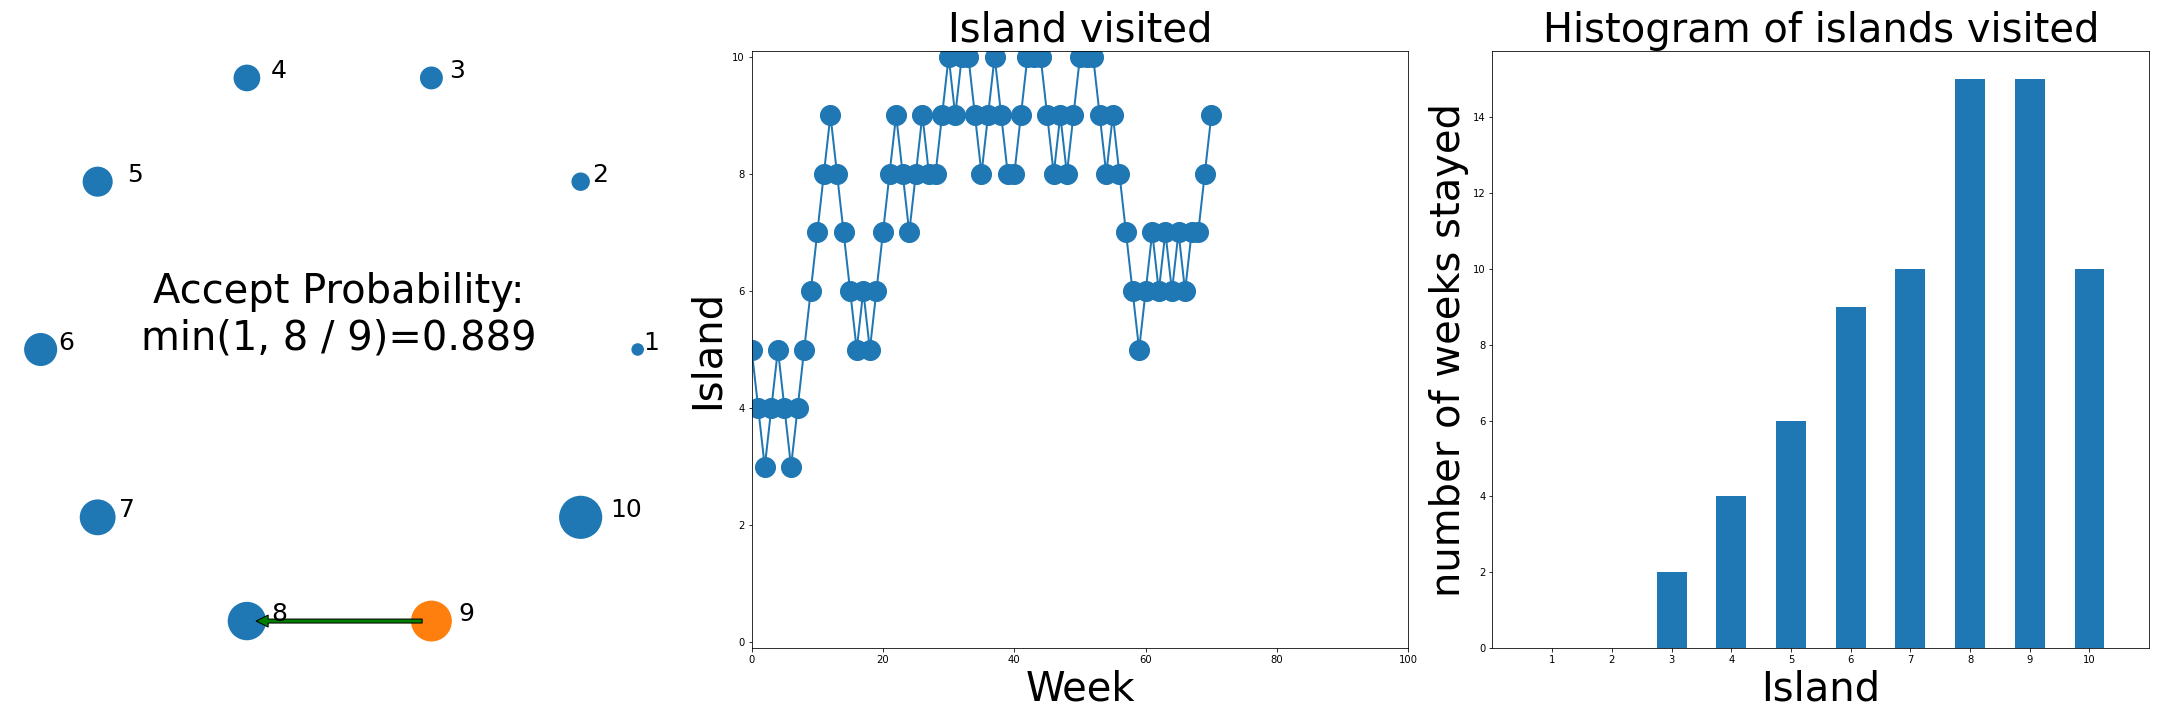 4
3
5
2
Accept Probability:
min(1, 8 / 9)=0.889
6
1
7
10
8
9
Island visited
Island
10
8
6
4
2
0
0 20 40 60 80 100
Week
Histogram of islands visited
number of weeks stayed
14
12
10
8
6
4
2
0
1 2 3 4 5 6 7 8 9 10
Island